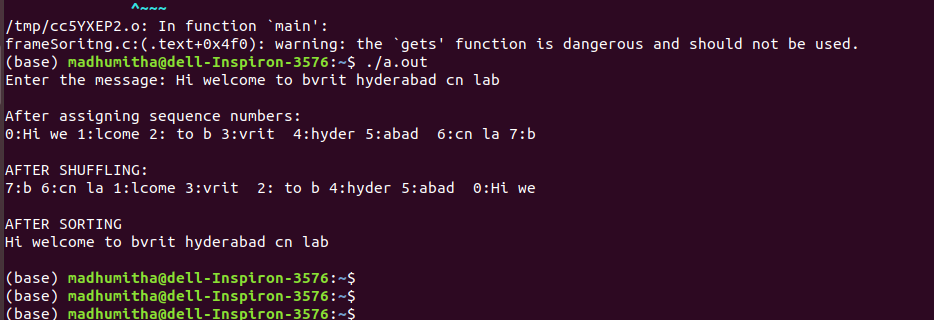 ^~~~
/tmp/cc5YXEP2.o: In function `main':
frameSoritng.c:(.text+0x4f0): warning: the `gets' function is dangerous and should not be used.
(base) madhumitha@dell-Inspiron-3576:~$ ./a.out
Enter the message: Hi welcome to bvrit hyderabad cn lab
After assigning sequence numbers:
0:Hi we 1:lcome 2: to b 3:vrit  4:hyder 5:abad  6:cn la 7:b
AFTER SHUFFLING:
7:b 6:cn la 1:lcome 3:vrit  2: to b 4:hyder 5:abad  0:Hi we
AFTER SORTING
Hi welcome to bvrit hyderabad cn lab
(base) madhumitha@dell-Inspiron-3576:~$
(base) madhumitha@dell-Inspiron-3576:~$
(base) madhumitha@dell-Inspiron-3576:~$